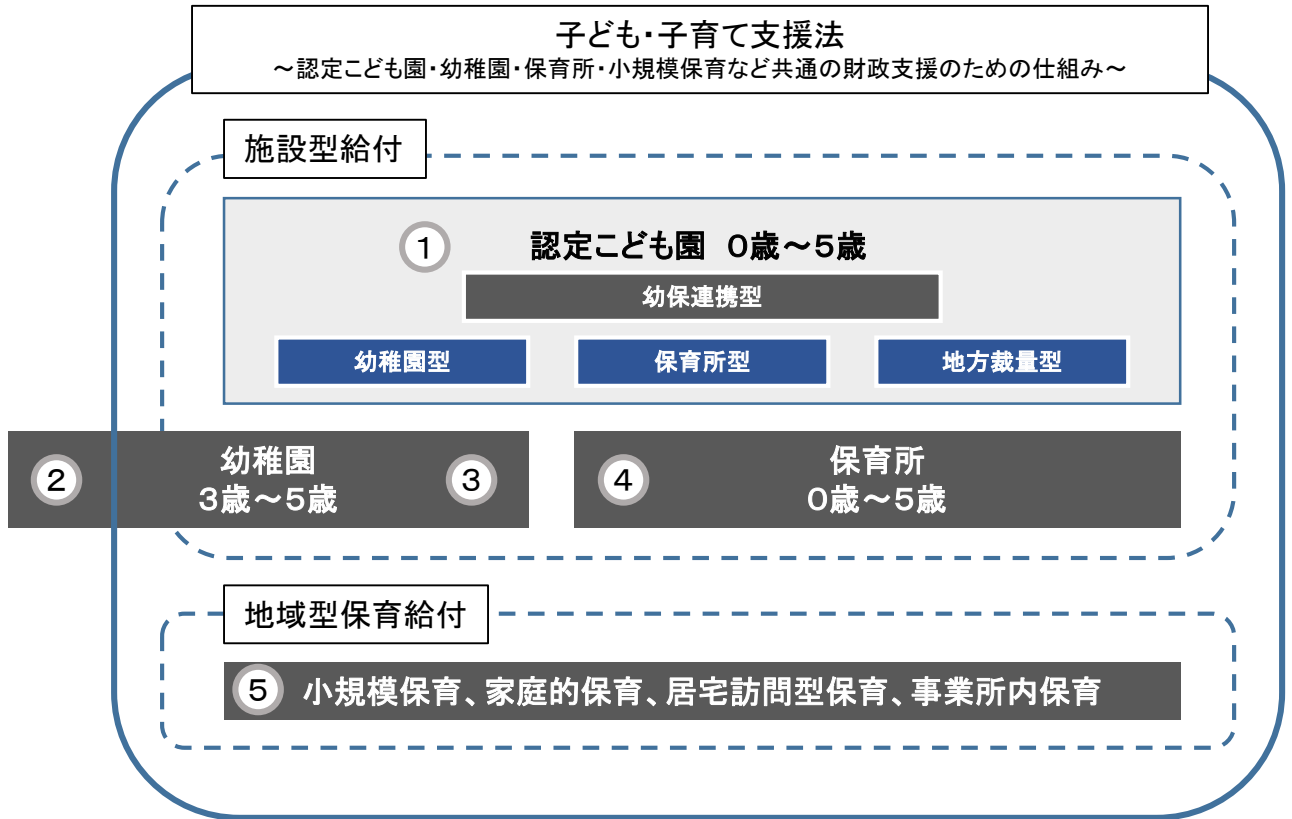 子ども・子育て支援法
～認定こども園・幼稚園・保育所・小規模保育など共通の財政支援のための仕組み～
施設型給付
① 認定こども園 ０歳～５歳
幼保連携型
幼稚園型 保育所型 地方裁量型
② 幼稚園 ③
３歳～５歳
④ 保育所
０歳～５歳
地域型保育給付
⑤ 小規模保育、家庭的保育、居宅訪問型保育、事業所内保育